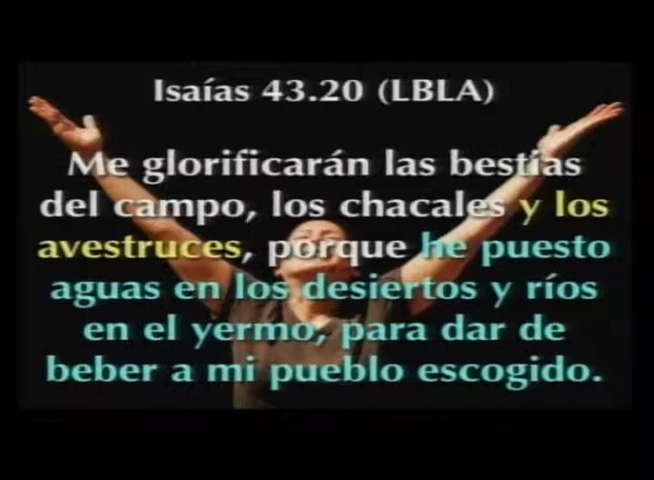 Isaías 43.20 (LBLA)
Me glorificarán las bestias
del campo, los chacales y los
avestruces, porque he puesto
aguas en los desiertos y ríos
en el yermo, para dar de
beber a mi pueblo escogido.